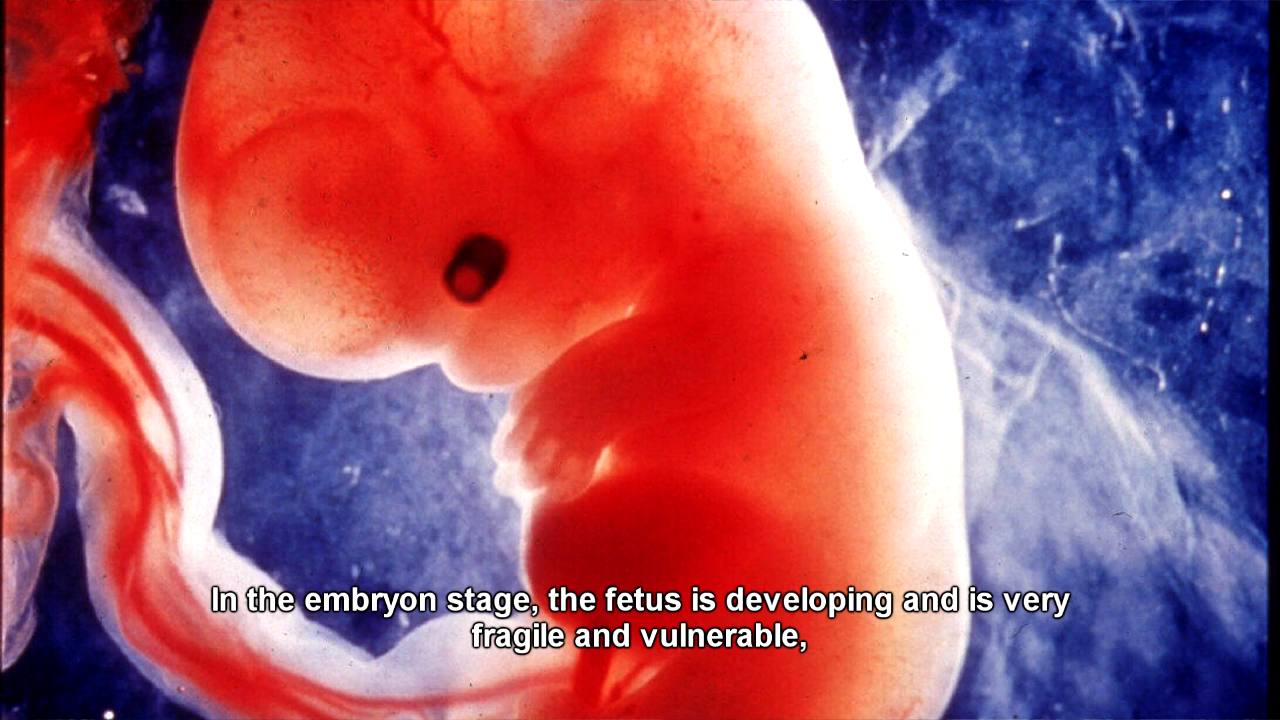 In the embryon stage, the fetus is developing and is very
fragile and vulnerable,